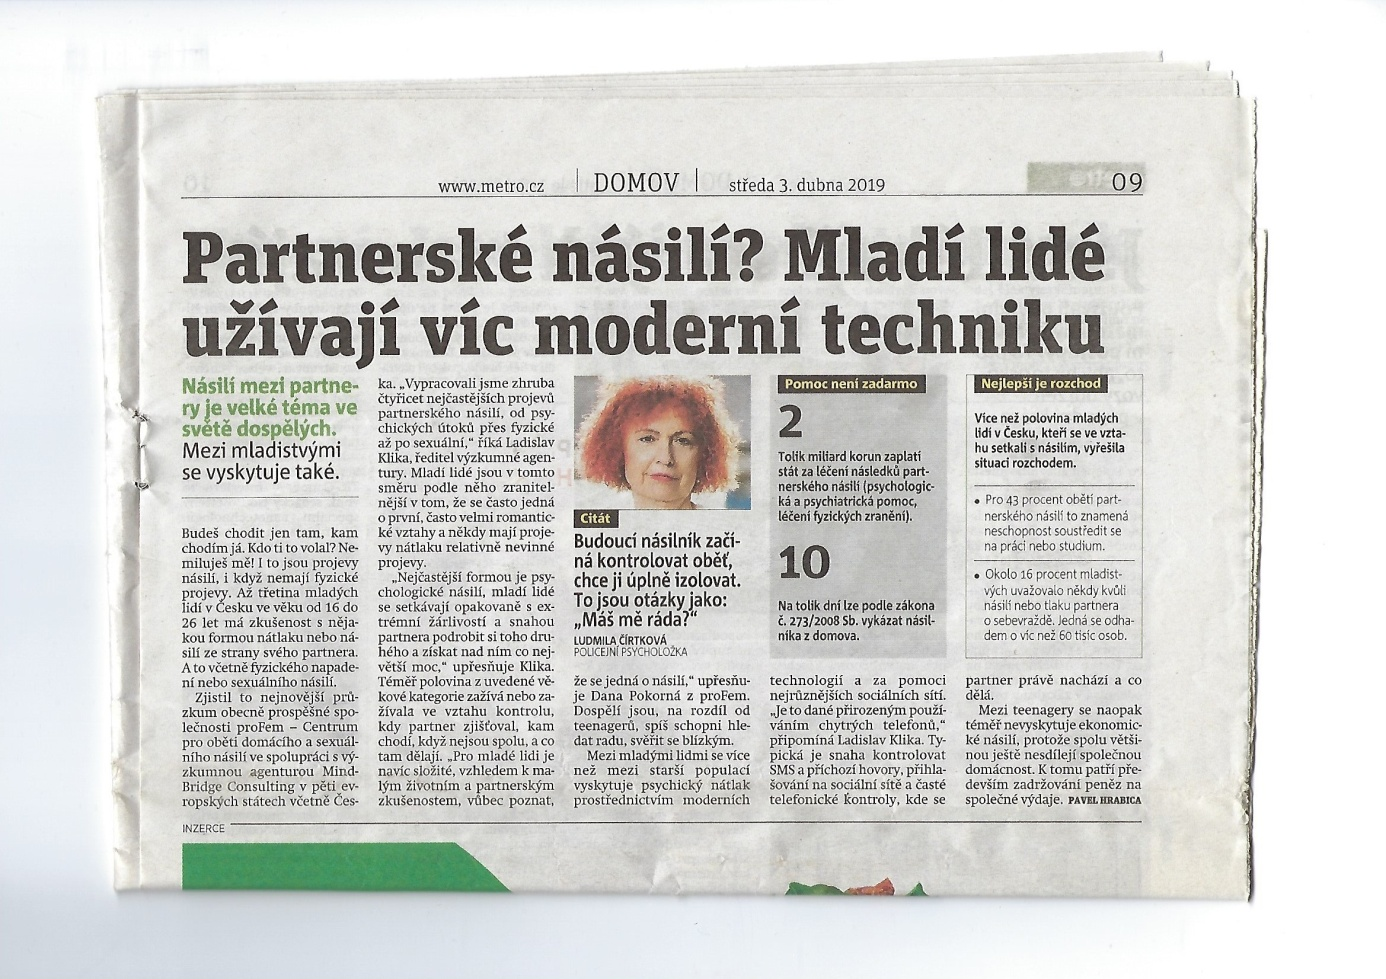 www.metro.cz
DOMOV
středa 3. dubna 2019
09
Partnerské násilí? Mladí lidé
užívají víc moderní techniku
Násilí mezi partne-
ry je velké téma ve
světě dospělých.
Mezi mladistvými
se vyskytuje také.
Budeš chodit jen tam, kam
chodím já. Kdo ti to volal? Ne-
miluješ mě! I to jsou projevy
násilí, i když nemají fyzické
projevy. Až třetina mladých
lidí v Česku ve věku od 16 do
26 let má zkušenost s něja-
kou formou nátlaku nebo ná-
silí ze strany svého partnera.
A to včetně fyzického napade-
ní nebo sexuálního násilí.
Zjistil to nejnovější prů-
zkum obecně prospěšné spo-
lečnosti proFem – Centrum
pro oběti domácího a sexuál-
ního násilí ve spolupráci s vý-
zkumnou agenturou Mind-
Bridge Consulting v pěti ev-
ropských státech včetně Čes-
ka. „Vypracovali jsme zhruba
čtyřicet nejčastějších projevů
partnerského násilí, od psy-
chických útoků přes fyzické
až po sexuální,“ říká Ladislav
Klika, ředitel výzkumné agen-
tury. Mladí lidé jsou v tomto
směru podle něho zranitel-
nější v tom, že se často jedná
o první, často velmi romantic-
ké vztahy a někdy mají proje-
vy nátlaku relativně nevinné
projevy.
„Nejčastější formou je psy-
chologické násilí, mladí lidé
se setkávají opakovaně s ex-
trémní žárlivostí a snahou
partnera podrobit si toho dru-
hého a získat nad ním co nej-
větší moc,“ upřesňuje Klika.
Téměř polovina z uvedené vě-
kové kategorie zažívá nebo za-
žívala ve vztahu kontrolu,
kdy partner zjišťoval, kam
chodí, když nejsou spolu, a co
tam dělají. „Pro mladé lidi je
navíc složité, vzhledem k ma-
lým životním a partnerským
zkušenostem, vůbec poznat,
Citát
Budoucí násilník začí-
ná kontrolovat oběť,
chce ji úplně izolovat.
To jsou otázky jako:
„Máš mě ráda?“
LUDMILA ČÍRTKOVÁ
POLICEJNÍ PSYCHOLOŽKA
že se jedná o násilí,“ upřesňu-
je Dana Pokorná z proFem.
Dospělí jsou, na rozdíl od
teenagerů, spíš schopni hle-
dat radu, svěřit se blízkým.
Mezi mladými lidmi se více
než mezi starší populací
vyskytuje psychický nátlak
prostřednictvím moderních
Pomoc není zadarmo
2
Tolik miliard korun zaplatí
stát za léčení následků part-
nerského násilí (psychologic-
ká a psychiatrická pomoc,
léčení fyzických zranění).
10
Na tolik dní lze podle zákona
č. 273/2008 Sb. vykázat násil-
níka z domova.
technologií a za pomoci
nejrůznějších sociálních sítí.
„Je to dané přirozeným použí-
váním chytrých telefonů,“
připomíná Ladislav Klika. Ty-
pická je snaha kontrolovat
SMS a příchozí hovory, přihla-
šování na sociální sítě a časté
telefonické kontroly, kde se
Nejlepší je rozchod
Více než polovina mladých
lidí v Česku, kteří se ve vzta-
hu setkali s násilím, vyřešila
situaci rozchodem.
• Pro 43 procent obětí part-
nerského násilí to znamená
neschopnost soustředit se
na práci nebo studium.
• Okolo 16 procent mladist-
vých uvažovalo někdy kvůli
násilí nebo tlaku partnera
o sebevraždě. Jedná se odha-
dem o víc než 60 tisíc osob.
partner právě nachází a co
dělá.
Mezi teenagery se naopak
téměř nevyskytuje ekonomic-
ké násilí, protože spolu větši-
nou ještě nesdílejí společnou
domácnost. K tomu patří pře-
devším zadržování peněz na
společné výdaje. PAVEL HRABICA
INZERCE